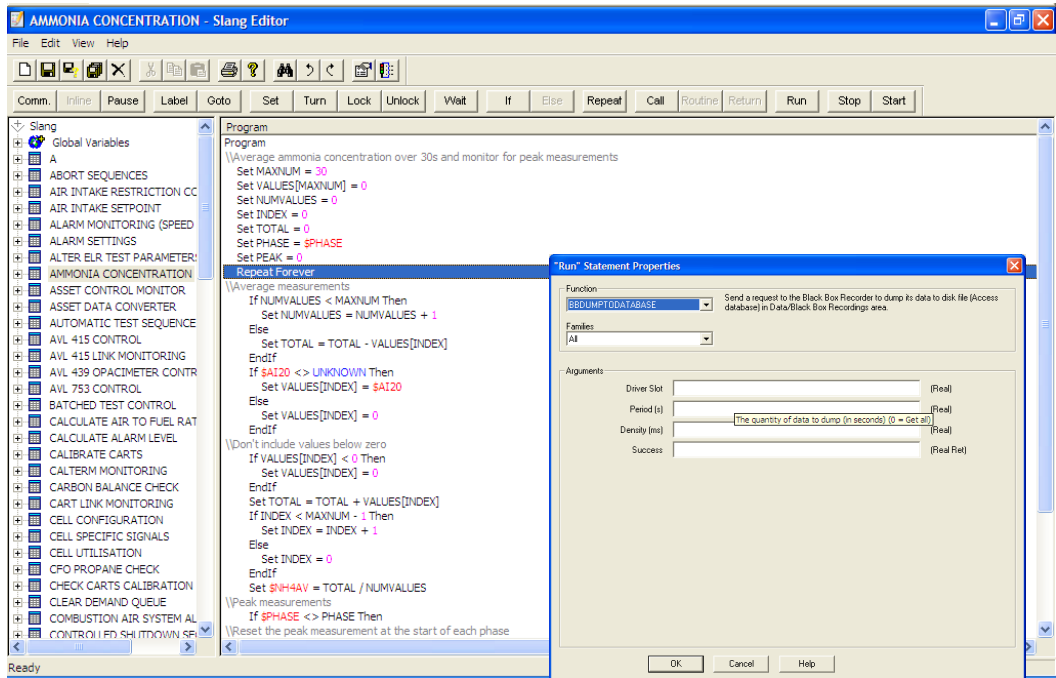 AMMONIA CONCENTRATION - Slang Editor
File Edit View Help
Comm. Inline Pause Label Goto Set Turn Lock Unlock Wait If Else Repeat Call Routine Return Run Stop Start
Slang
Global Variables
A
ABORT SEQUENCES
AIR INTAKE RESTRICTION CC
AIR INTAKE SETPOINT
ALARM MONITORING (SPEED
ALARM SETTINGS
ALTER ELR TEST PARAMETER:
AMMONIA CONCENTRATION
ASSET CONTROL MONITOR
ASSET DATA CONVERTER
AUTOMATIC TEST SEQUENCE
AVL 415 CONTROL
AVL 415 LINK MONITORING
AVL 439 OPACIMETER CONTR
AVL 753 CONTROL
BATCHED TEST CONTROL
CALCULATE AIR TO FUEL RAT
CALCULATE ALARM LEVEL
CALIBRATE CARTS
CALTERM MONITORING
CARBON BALANCE CHECK
CART LINK MONITORING
CELL CONFIGURATION
CELL SPECIFIC SIGNALS
CELL UTILISATION
CFO PROPANE CHECK
CHECK CARTS CALIBRATION
CLEAR DEMAND QUEUE
COMBUSTION AIR SYSTEM AL
CONTROLLED SHUTDOWN SE
Program
Program
\\Average ammonia concentration over 30s and monitor for peak measurements
Set MAXNUM = 30
Set VALUES[MAXNUM] = 0
Set NUMVALUES = 0
Set INDEX = 0
Set TOTAL = 0
Set PHASE = $PHASE
Set PEAK = 0
Repeat Forever
\\Average measurements
If NUMVALUES < MAXNUM Then
Set NUMVALUES = NUMVALUES + 1
Else
Set TOTAL = TOTAL - VALUES[INDEX]
EndIf
If $AI20 <> UNKNOWN Then
Set VALUES[INDEX] = $AI20
Else
Set VALUES[INDEX] = 0
EndIf
\\Don't include values below zero
If VALUES[INDEX] < 0 Then
Set VALUES[INDEX] = 0
EndIf
Set TOTAL = TOTAL + VALUES[INDEX]
If INDEX < MAXNUM - 1 Then
Set INDEX = INDEX + 1
Else
Set INDEX = 0
EndIf
Set $NH4AV = TOTAL / NUMVALUES
\\Peak measurements
If $PHASE <> PHASE Then
\\Reset the peak measurement at the start of each phase
"Run" Statement Properties
Function
BBDUMPTODATABASE
Send a request to the Black Box Recorder to dump its data to disk file (Access
database) in Data/Black Box Recordings area.
Families
All
Arguments
Driver Slot (Real)
Period (s) (Real)
The quantity of data to dump (in seconds) (0 = Get all)
Density (ms) (Real)
Success (Real Ret)
OK Cancel Help
Ready